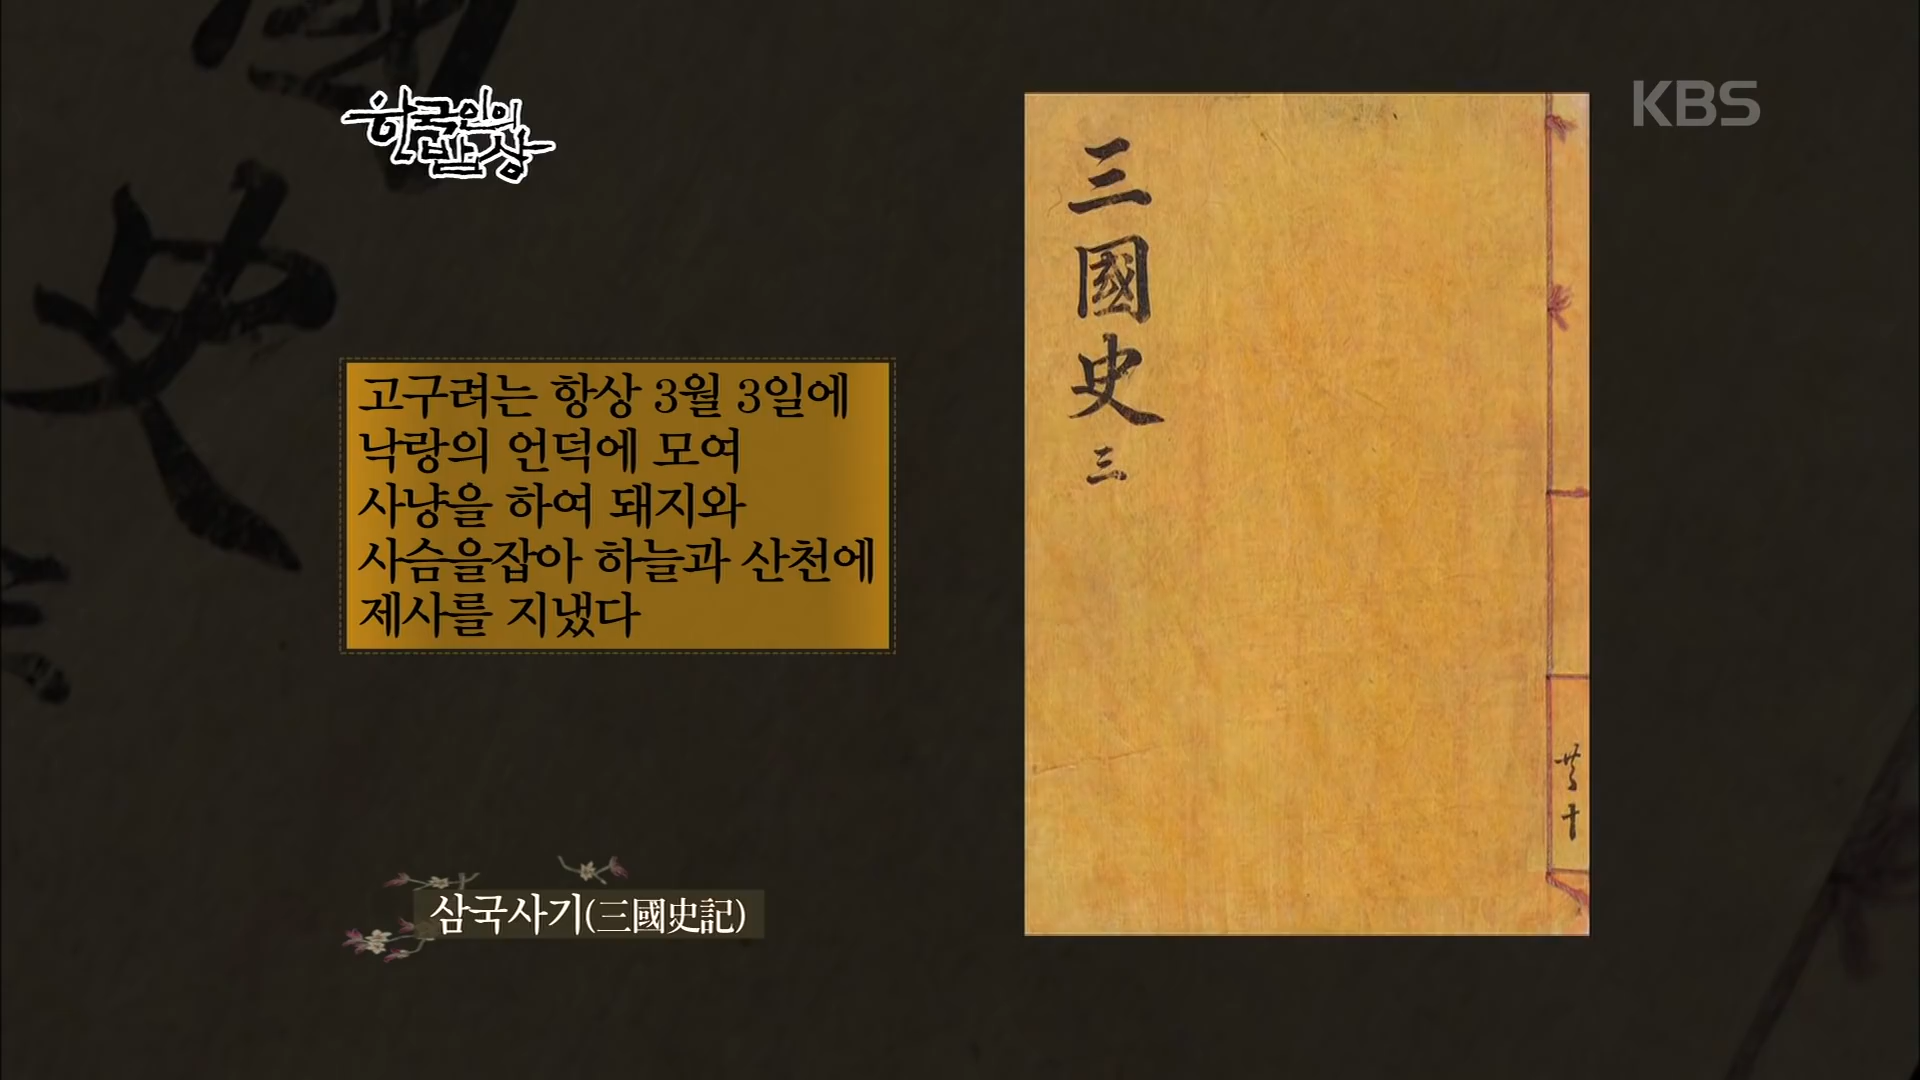 한국인의
밥상
KBS
고구려는 항상 3월 3일에
낙랑의 언덕에 모여
사냥을 하여 돼지와
사슴을잡아 하늘과 산천에
제사를 지냈다
삼국사기(三國史記)
三國史 三